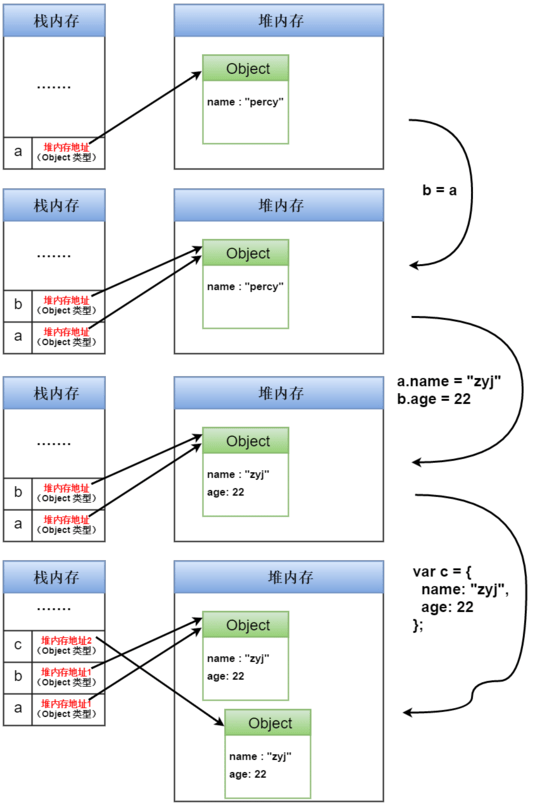 栈内存
堆内存
.......
Object
name : "percy"
a
堆内存地址
(Object 类型)
b = a
栈内存
堆内存
.......
Object
name : "percy"
b
堆内存地址
(Object 类型)
a
堆内存地址
(Object 类型)
a.name = "zyj"
b.age = 22
栈内存
堆内存
.......
Object
name : "zyj"
age: 22
b
堆内存地址
(Object 类型)
a
堆内存地址
(Object 类型)
var c = {
name: "zyj",
age: 22
};
栈内存
堆内存
.......
Object
name : "zyj"
age: 22
c
堆内存地址2
(Object 类型)
b
堆内存地址1
(Object 类型)
a
堆内存地址1
(Object 类型)
Object
name : "zyj"
age: 22